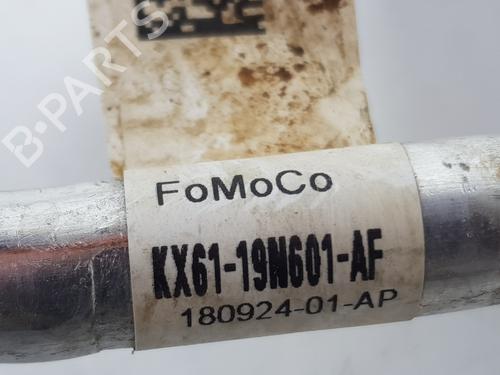 B-PARTS
FoMoCo
KX61-19N601-AF
180924-01-AP